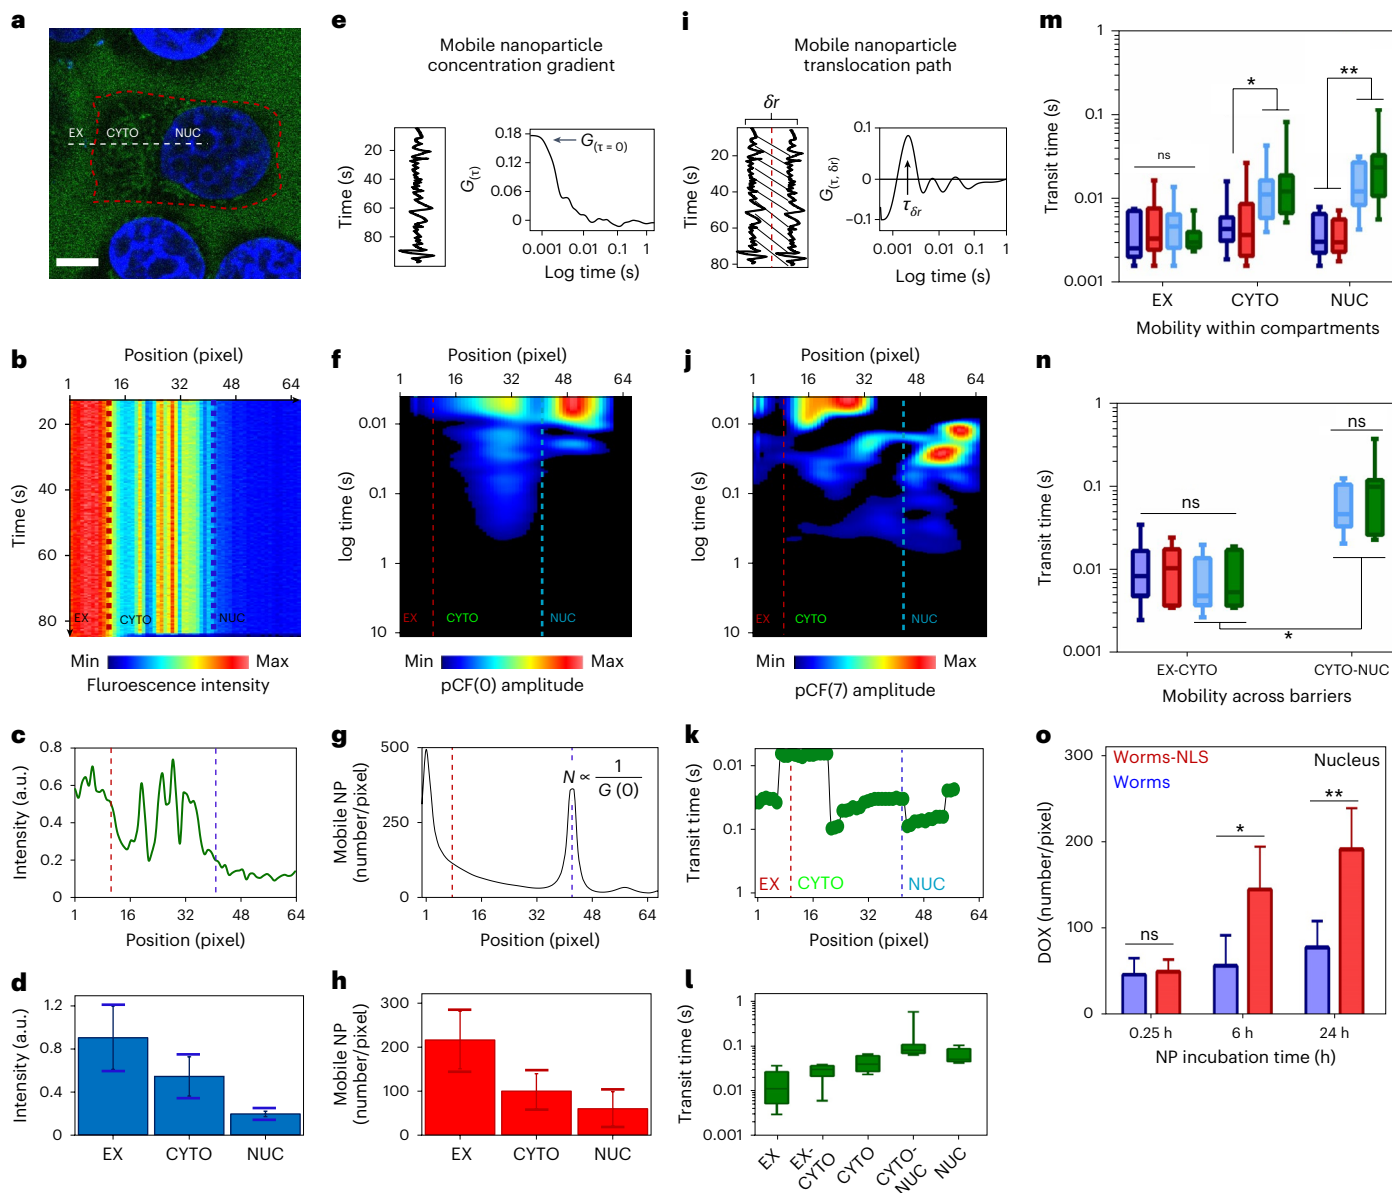 a
EX
CYTO
NUC
b
Position (pixel)
1 16 32 48 64
Time (s)
20
40
60
80
EX
CYTO
NUC
Min
Max
Fluroescence intensity
c
Intensity (a.u.)
0.8
0.6
0.4
0.2
0
1 16 32 48 64
Position (pixel)
d
Intensity (a.u.)
1.2
0.8
0.4
0
EX CYTO NUC
e
Mobile nanoparticle
concentration gradient
Time (s)
20
40
60
80
G(τ)
0.18
0.12
0.06
0
G(τ = 0)
0.001 0.1 1
Log time (s)
f
Position (pixel)
1 16 32 48 64
log time (s)
0.01
0.1
1
10
EX
CYTO
NUC
Min
Max
pCF(0) amplitude
g
Mobile NP
(number/pixel)
500
250
0
N ∝ 1
G (0)
1 16 32 48 64
Position (pixel)
h
Mobile NP
(number/pixel)
300
200
100
0
EX CYTO NUC
i
Mobile nanoparticle
translocation path
δr
Time (s)
20
40
60
80
G(τ, δr)
0.1
0
−0.1
τδr
0.001 0.01 0.1 1
Log time (s)
j
Position (pixel)
1 16 32 48 64
log time (s)
0.01
0.1
1
10
EX
CYTO
NUC
Min
Max
pCF(7) amplitude
k
Transit time (s)
0.01
0.1
1
EX
CYTO
NUC
1 16 32 48 64
Position (pixel)
l
Transit time (s)
1
0.1
0.01
0.001
EX
EX-
CYTO
CYTO
CYTO-
NUC
NUC
m
Transit time (s)
1
0.1
0.01
0.001
ns
*
**
EX CYTO NUC
Mobility within compartments
n
Transit time (s)
1
0.1
0.01
0.001
ns
ns
*
EX-CYTO CYTO-NUC
Mobility across barriers
o
DOX (number/pixel)
300
200
100
0
Worms-NLS
Worms
Nucleus
ns
*
**
0.25 h 6 h 24 h
NP incubation time (h)